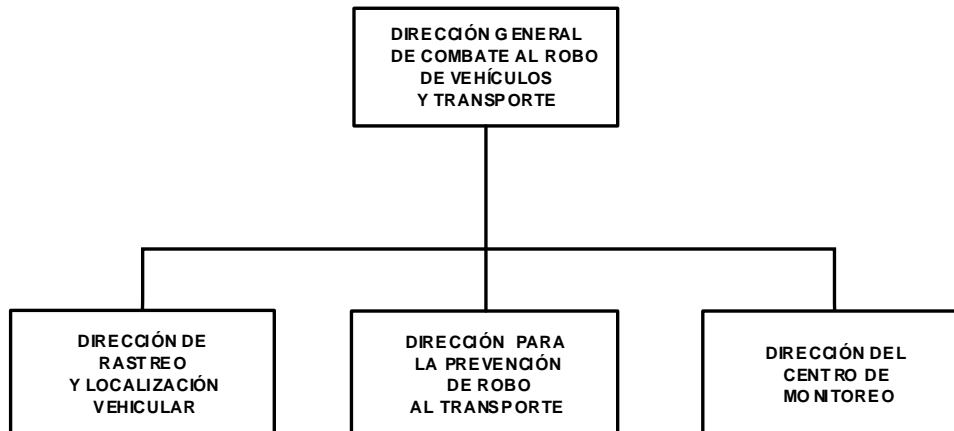 DIRECCIÓN GENERAL
DE COMBATE AL ROBO
DE VEHÍCULOS
Y TRANSPORTE
DIRECCIÓN DE
RASTREO
Y LOCALIZACIÓN
VEHICULAR
DIRECCIÓN PARA
LA PREVENCIÓN
DE ROBO
AL TRANSPORTE
DIRECCIÓN DEL
CENTRO DE
MONITOREO